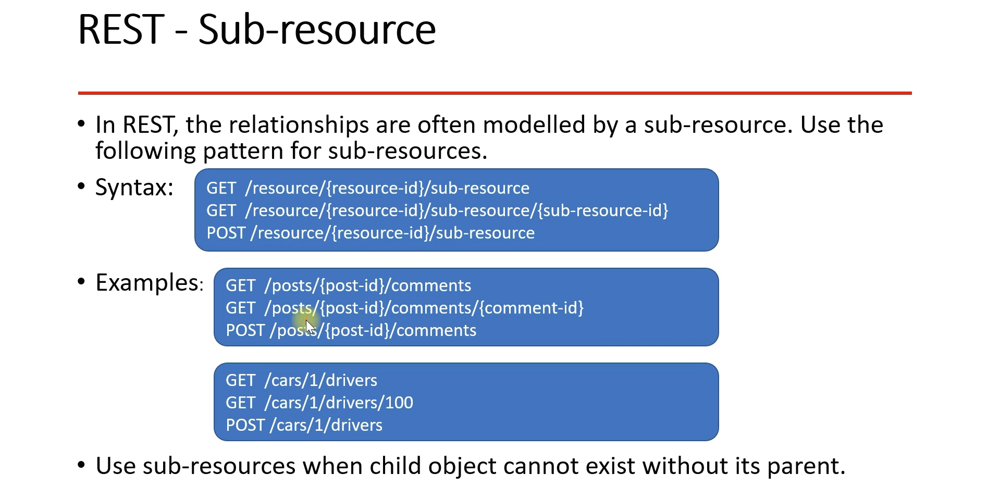 REST - Sub-resource
• In REST, the relationships are often modelled by a sub-resource. Use the
following pattern for sub-resources.
• Syntax:
GET /resource/{resource-id}/sub-resource
GET /resource/{resource-id}/sub-resource/{sub-resource-id}
POST /resource/{resource-id}/sub-resource
• Examples:
GET /posts/{post-id}/comments
GET /posts/{post-id}/comments/{comment-id}
POST /posts/{post-id}/comments
GET /cars/1/drivers
GET /cars/1/drivers/100
POST /cars/1/drivers
• Use sub-resources when child object cannot exist without its parent.